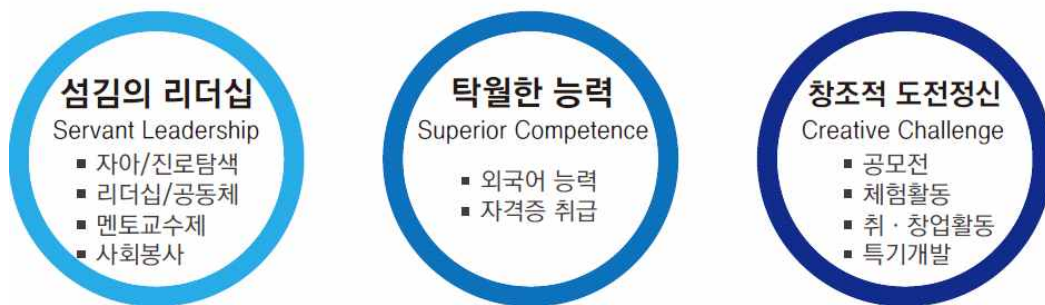 섬김의 리더십
Servant Leadership
▪ 자아/진로탐색
▪ 리더십/공동체
▪ 멘토교수제
▪ 사회봉사
탁월한 능력
Superior Competence
▪ 외국어 능력
▪ 자격증 취급
창조적 도전정신
Creative Challenge
▪ 공모전
▪ 체험활동
▪ 취 · 창업활동
▪ 특기개발